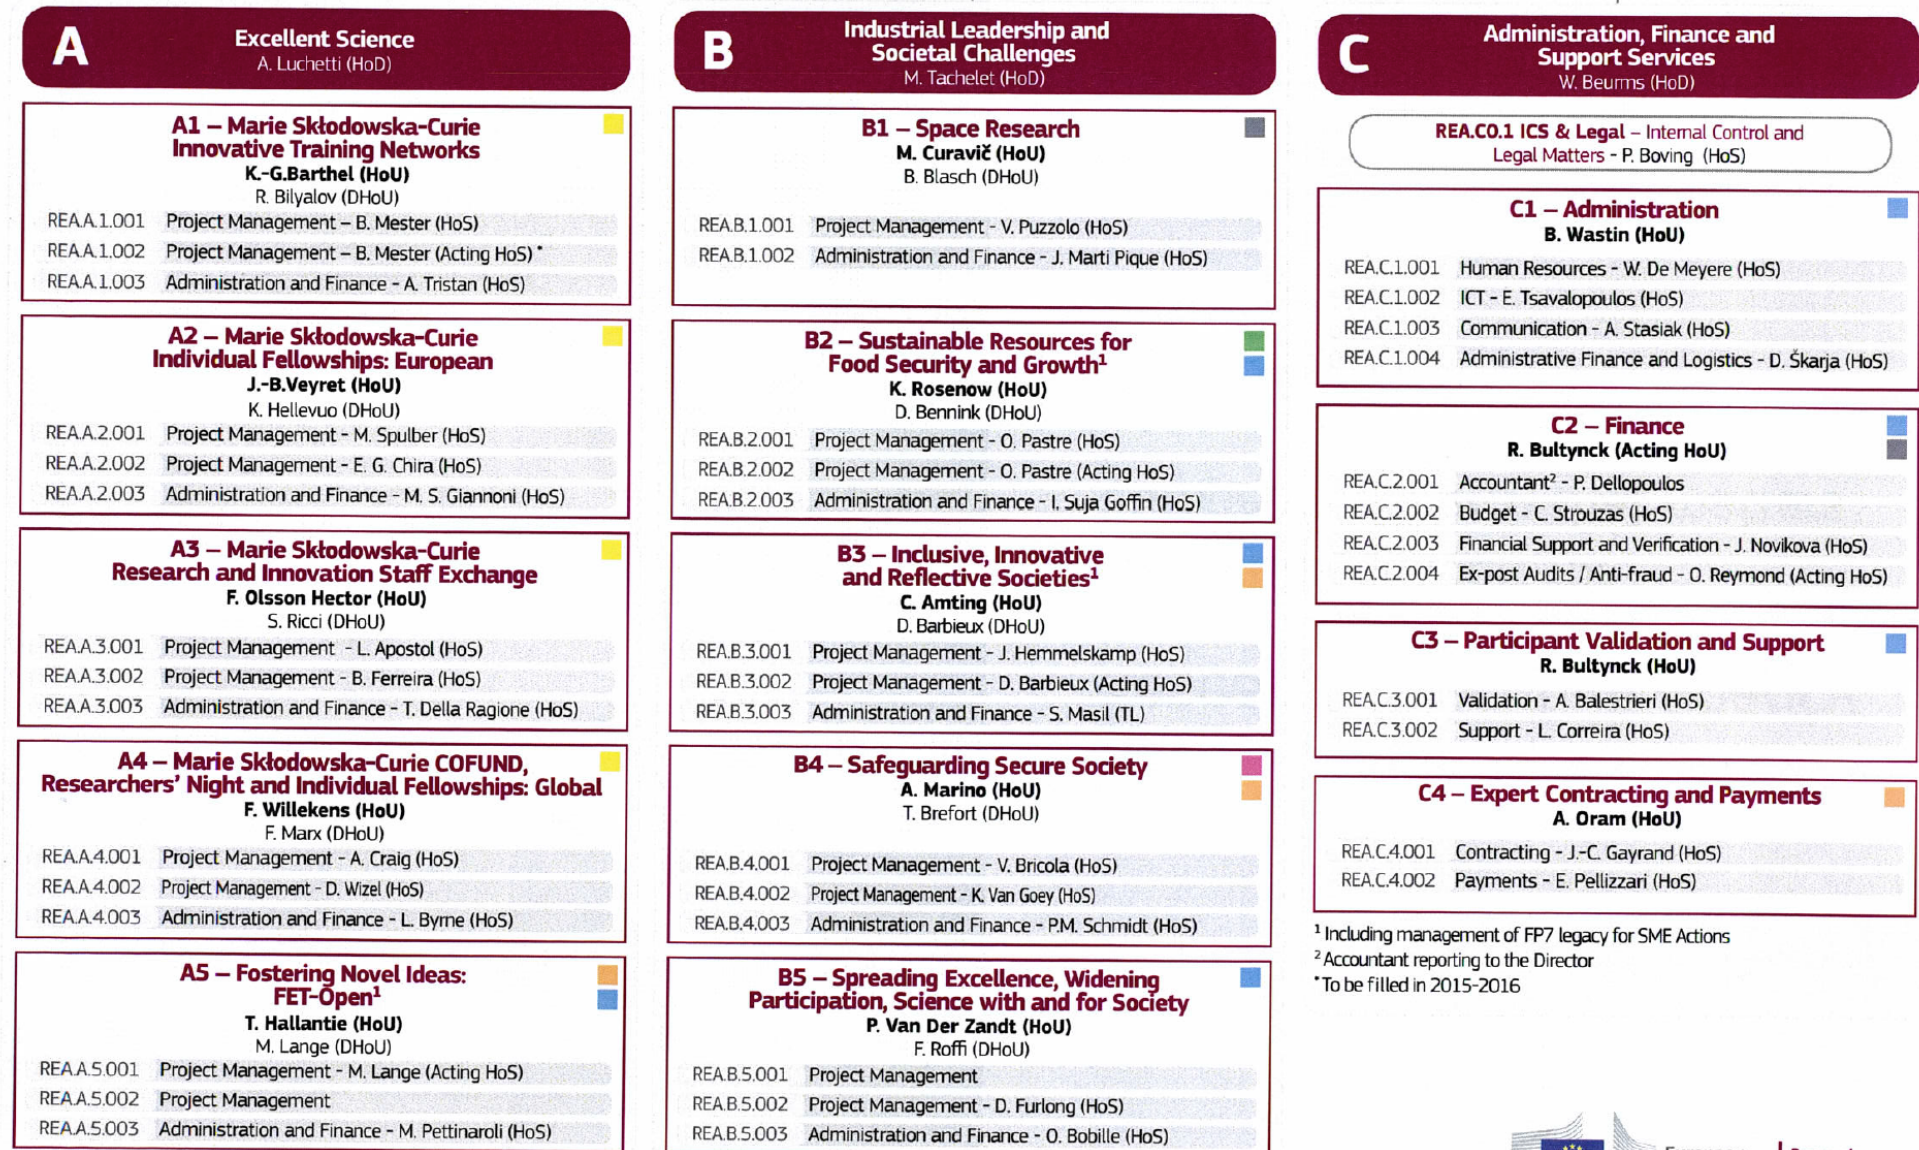 A
Excellent Science
A. Luchetti (HoD)
A1 – Marie Skłodowska-Curie
Innovative Training Networks
K.-G.Barthel (HoU)
R. Bilyalov (DHoU)
REA.A.1.001 Project Management – B. Mester (HoS)
REA.A.1.002 Project Management – B. Mester (Acting HoS)*
REA.A.1.003 Administration and Finance - A. Tristan (HoS)
A2 – Marie Skłodowska-Curie
Individual Fellowships: European
J.-B.Veyret (HoU)
K. Hellevuo (DHoU)
REA.A.2.001 Project Management - M. Spulber (HoS)
REA.A.2.002 Project Management - E. G. Chira (HoS)
REA.A.2.003 Administration and Finance - M. S. Giannoni (HoS)
A3 – Marie Skłodowska-Curie
Research and Innovation Staff Exchange
F. Olsson Hector (HoU)
S. Ricci (DHoU)
REA.A.3.001 Project Management - L. Apostol (HoS)
REA.A.3.002 Project Management - B. Ferreira (HoS)
REA.A.3.003 Administration and Finance - T. Della Ragione (HoS)
A4 – Marie Skłodowska-Curie COFUND,
Researchers' Night and Individual Fellowships: Global
F. Willekens (HoU)
F. Marx (DHoU)
REA.A.4.001 Project Management - A. Craig (HoS)
REA.A.4.002 Project Management - D. Wizel (HoS)
REA.A.4.003 Administration and Finance - L. Byrne (HoS)
A5 – Fostering Novel Ideas:
FET-Open¹
T. Hallantie (HoU)
M. Lange (DHoU)
REA.A.5.001 Project Management - M. Lange (Acting HoS)
REA.A.5.002 Project Management
REA.A.5.003 Administration and Finance - M. Pettinaroli (HoS)
B
Industrial Leadership and
Societal Challenges
M. Tachelet (HoD)
B1 – Space Research
M. Curavič (HoU)
B. Blasch (DHoU)
REA.B.1.001 Project Management - V. Puzzolo (HoS)
REA.B.1.002 Administration and Finance - J. Marti Pique (HoS)
B2 – Sustainable Resources for
Food Security and Growth¹
K. Rosenow (HoU)
D. Bennink (DHoU)
REA.B.2.001 Project Management - O. Pastre (HoS)
REA.B.2.002 Project Management - O. Pastre (Acting HoS)
REA.B.2.003 Administration and Finance - I. Suja Goffin (HoS)
B3 – Inclusive, Innovative
and Reflective Societies¹
C. Amting (HoU)
D. Barbieux (DHoU)
REA.B.3.001 Project Management - J. Hemmelskamp (HoS)
REA.B.3.002 Project Management - D. Barbieux (Acting HoS)
REA.B.3.003 Administration and Finance - S. Masil (TL)
B4 – Safeguarding Secure Society
A. Marino (HoU)
T. Brefort (DHoU)
REA.B.4.001 Project Management - V. Bricola (HoS)
REA.B.4.002 Project Management - K. Van Goey (HoS)
REA.B.4.003 Administration and Finance - P.M. Schmidt (HoS)
B5 – Spreading Excellence, Widening
Participation, Science with and for Society
P. Van Der Zandt (HoU)
F. Roffi (DHoU)
REA.B.5.001 Project Management
REA.B.5.002 Project Management - D. Furlong (HoS)
REA.B.5.003 Administration and Finance - O. Bobille (HoS)
C
Administration, Finance and
Support Services
W. Beurms (HoD)
REA.C0.1 ICS & Legal – Internal Control and
Legal Matters - P. Boving (HoS)
C1 – Administration
B. Wastin (HoU)
REA.C.1.001 Human Resources - W. De Meyere (HoS)
REA.C.1.002 ICT - E. Tsavalopoulos (HoS)
REA.C.1.003 Communication - A. Stasiak (HoS)
REA.C.1.004 Administrative Finance and Logistics - D. Škarja (HoS)
C2 – Finance
R. Bultynck (Acting HoU)
REA.C.2.001 Accountant² - P. Dellopoulos
REA.C.2.002 Budget - C. Strouzas (HoS)
REA.C.2.003 Financial Support and Verification - J. Novikova (HoS)
REA.C.2.004 Ex-post Audits / Anti-fraud - O. Reymond (Acting HoS)
C3 – Participant Validation and Support
R. Bultynck (HoU)
REA.C.3.001 Validation - A. Balestrieri (HoS)
REA.C.3.002 Support - L. Correira (HoS)
C4 – Expert Contracting and Payments
A. Oram (HoU)
REA.C.4.001 Contracting - J.-C. Gayrand (HoS)
REA.C.4.002 Payments - E. Pellizzari (HoS)
¹ Including management of FP7 legacy for SME Actions
² Accountant reporting to the Director
* To be filled in 2015-2016